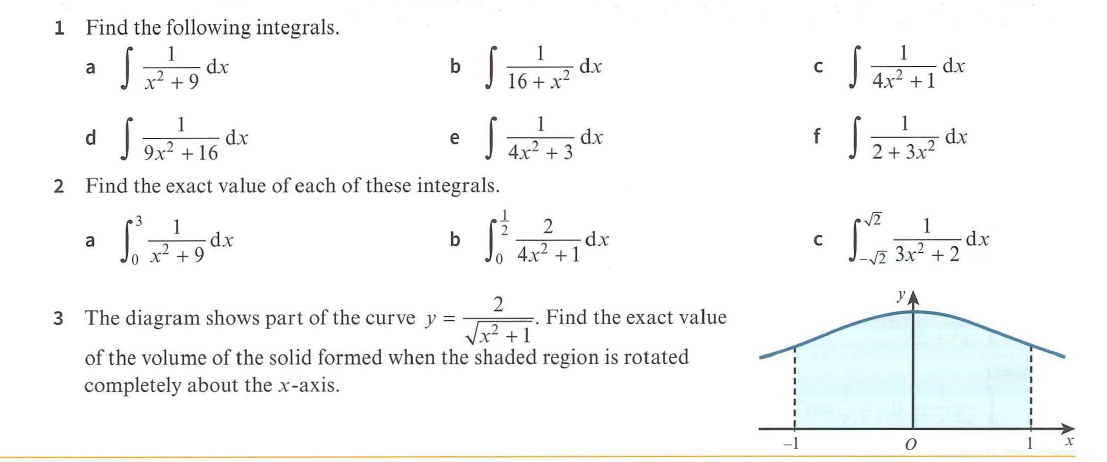 1 Find the following integrals.
a ∫ 1/(x² + 9) dx b ∫ 1/(16 + x²) dx c ∫ 1/(4x² + 1) dx
d ∫ 1/(9x² + 16) dx e ∫ 1/(4x² + 3) dx f ∫ 1/(2 + 3x²) dx
2 Find the exact value of each of these integrals.
a ∫₀³ 1/(x² + 9) dx b ∫₀^(1/2) 2/(4x² + 1) dx c ∫_(-√2)^(√2) 1/(3x² + 2) dx
3 The diagram shows part of the curve y = 2/√(x² + 1). Find the exact value
of the volume of the solid formed when the shaded region is rotated
completely about the x-axis.
y
–1 O 1 x